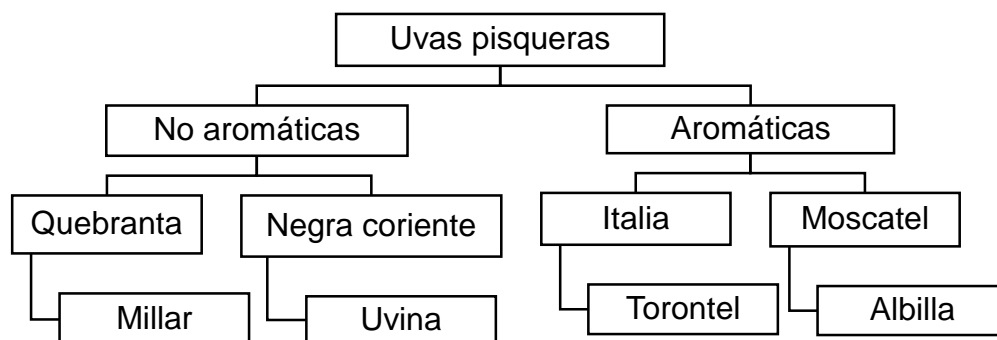 Uvas pisqueras
No aromáticas
Aromáticas
Quebranta
Negra coriente
Italia
Moscatel
Millar
Uvina
Torontel
Albilla